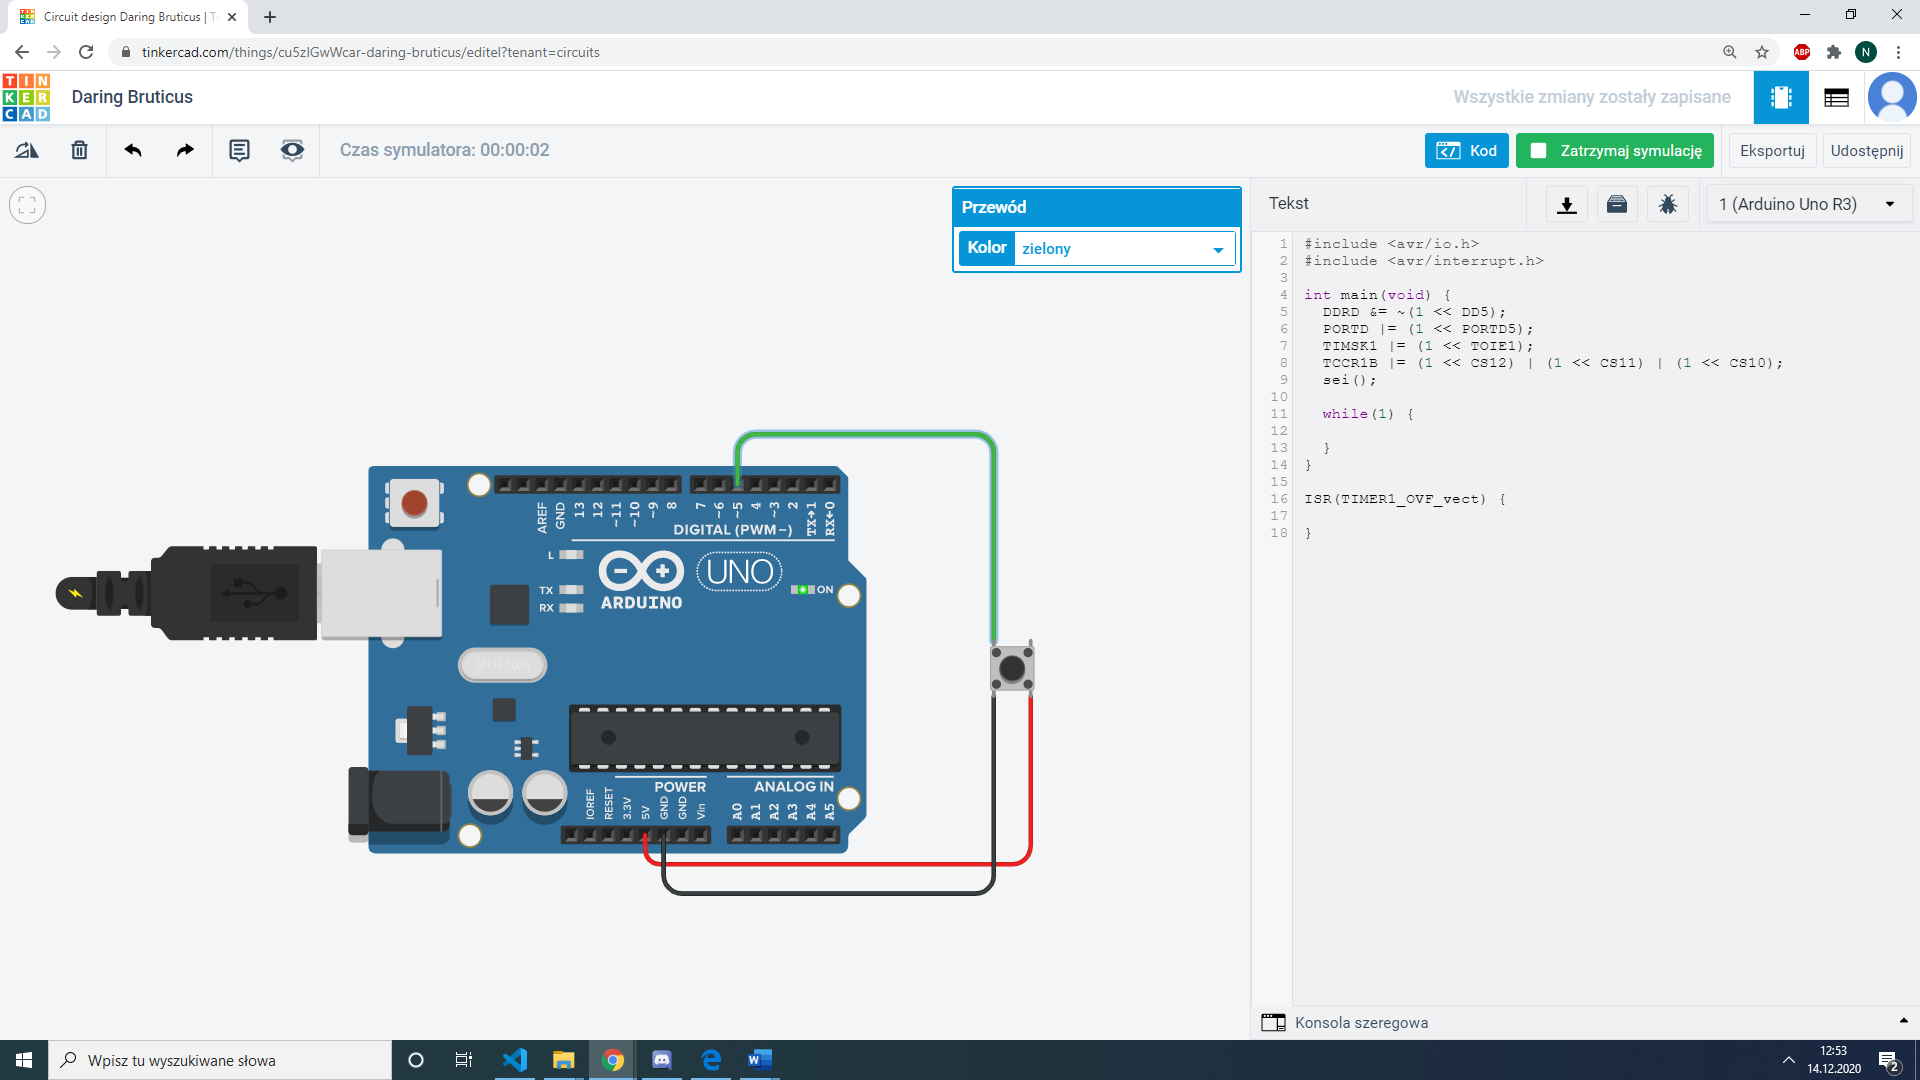 Circuit design Daring Bruticus | T
tinkercad.com/things/cu5zlGwWcar-daring-bruticus/editel?tenant=circuits
ABP
N
TIN
KER
CAD
Daring Bruticus
Wszystkie zmiany zostały zapisane
Czas symulatora: 00:00:02
Kod
Zatrzymaj symulację
Eksportuj
Udostępnij
Przewód
Kolor
zielony
Tekst
1 (Arduino Uno R3)
1 #include <avr/io.h>
2 #include <avr/interrupt.h>
3
4 int main(void) {
5 DDRD &= ~(1 << DD5);
6 PORTD |= (1 << PORTD5);
7 TIMSK1 |= (1 << TOIE1);
8 TCCR1B |= (1 << CS12) | (1 << CS11) | (1 << CS10);
9 sei();
10
11 while(1) {
12
13 }
14 }
15
16 ISR(TIMER1_OVF_vect) {
17
18 }
AREF
GND
13
12
~11
~10
~9
8
7
~6
~5
4
~3
2
TX→1
RX←0
DIGITAL (PWM~)
L
TX
RX
UNO
ARDUINO
ON
SPK16.000G
POWER
ANALOG IN
IOREF
RESET
3.3V
5V
GND
GND
Vin
A0
A1
A2
A3
A4
A5
Konsola szeregowa
Wpisz tu wyszukiwane słowa
12:53
14.12.2020
2